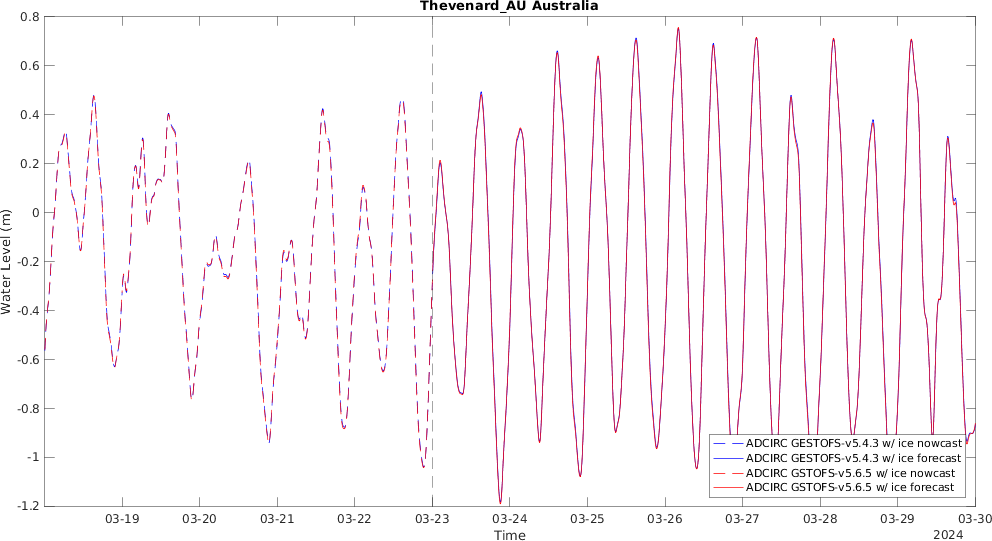 Thevenard_AU Australia
Water Level (m)
0.8
0.6
0.4
0.2
0
-0.2
-0.4
-0.6
-0.8
-1
-1.2
ADCIRC GESTOFS-v5.4.3 w/ ice nowcast
ADCIRC GESTOFS-v5.4.3 w/ ice forecast
ADCIRC GSTOFS-v5.6.5 w/ ice nowcast
ADCIRC GSTOFS-v5.6.5 w/ ice forecast
03-19 03-20 03-21 03-22 03-23 03-24 03-25 03-26 03-27 03-28 03-29 03-30
Time
2024